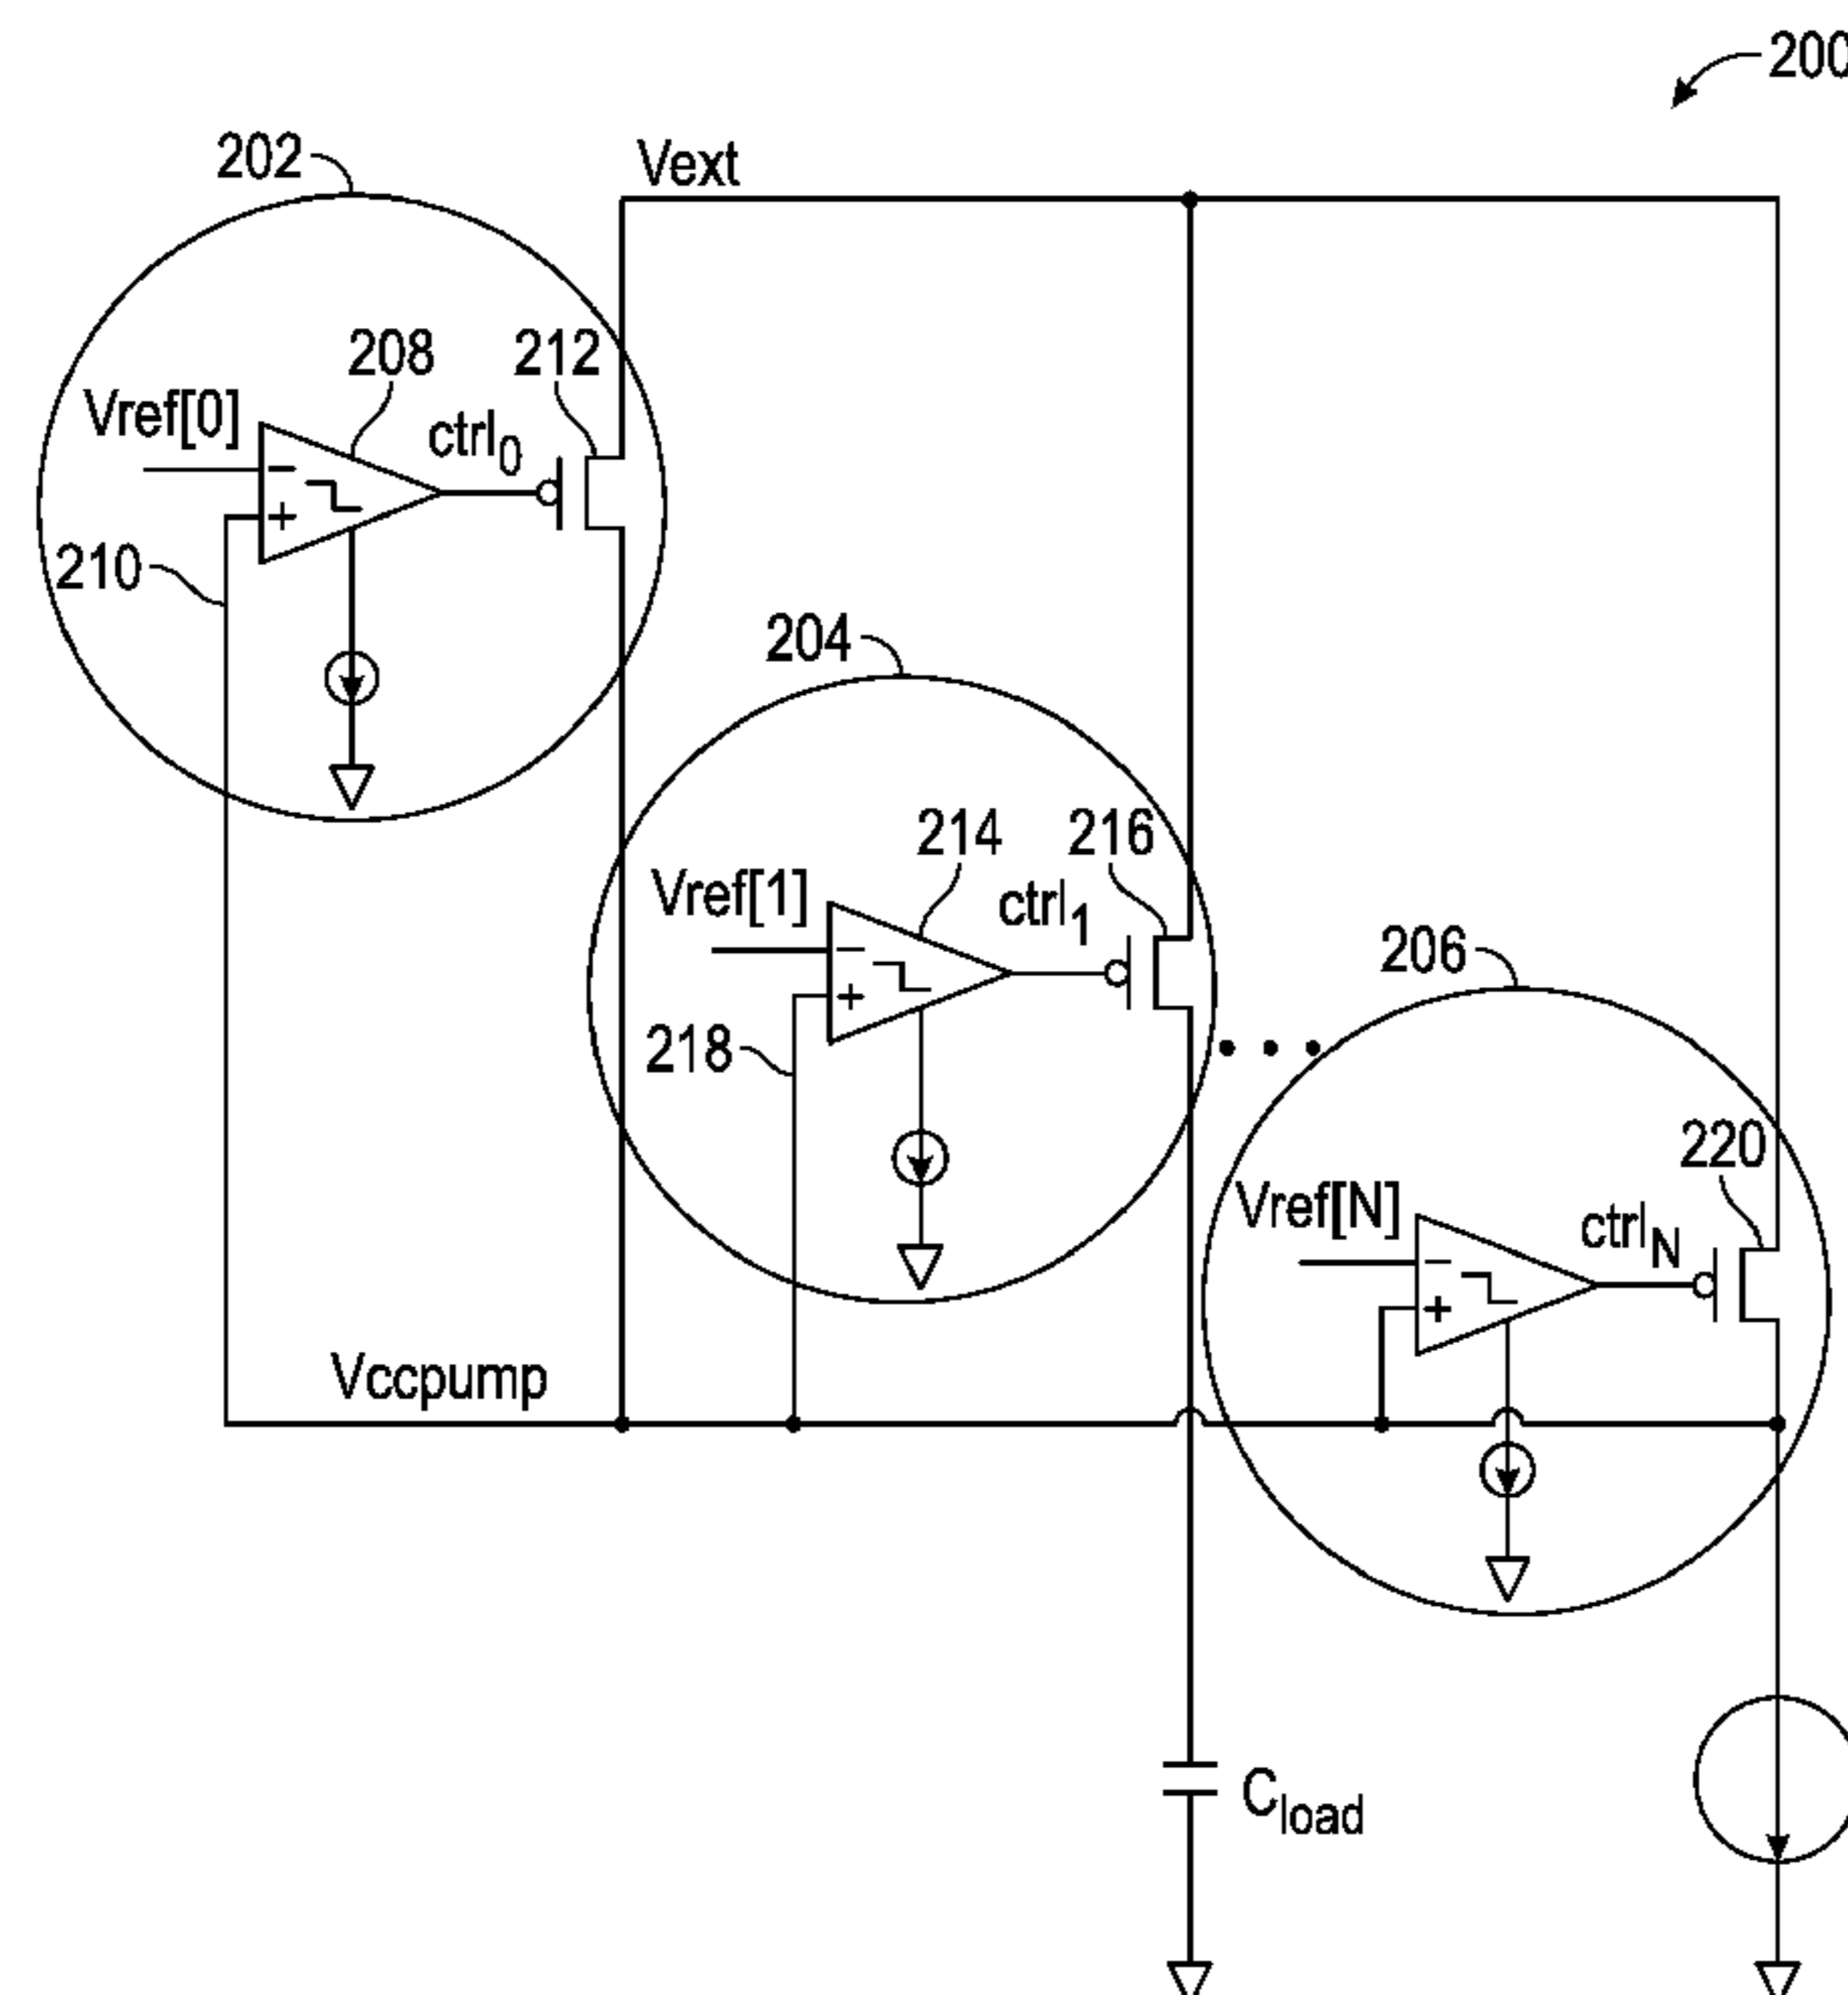 200
202
Vext
208
212
Vref[0]
ctrl0
−
+
210
204
214
216
Vref[1]
ctrl1
−
+
206
218
220
Vref[N]
ctrlN
−
+
Vccpump
Cload